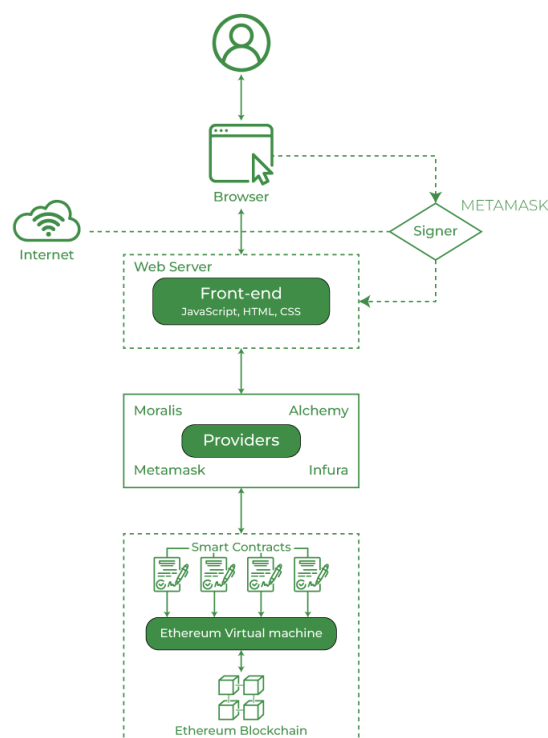 Browser
METAMASK
Signer
Internet
Web Server
Front-end
JavaScript, HTML, CSS
Moralis
Alchemy
Providers
Metamask
Infura
Smart Contracts
Ethereum Virtual machine
Ethereum Blockchain